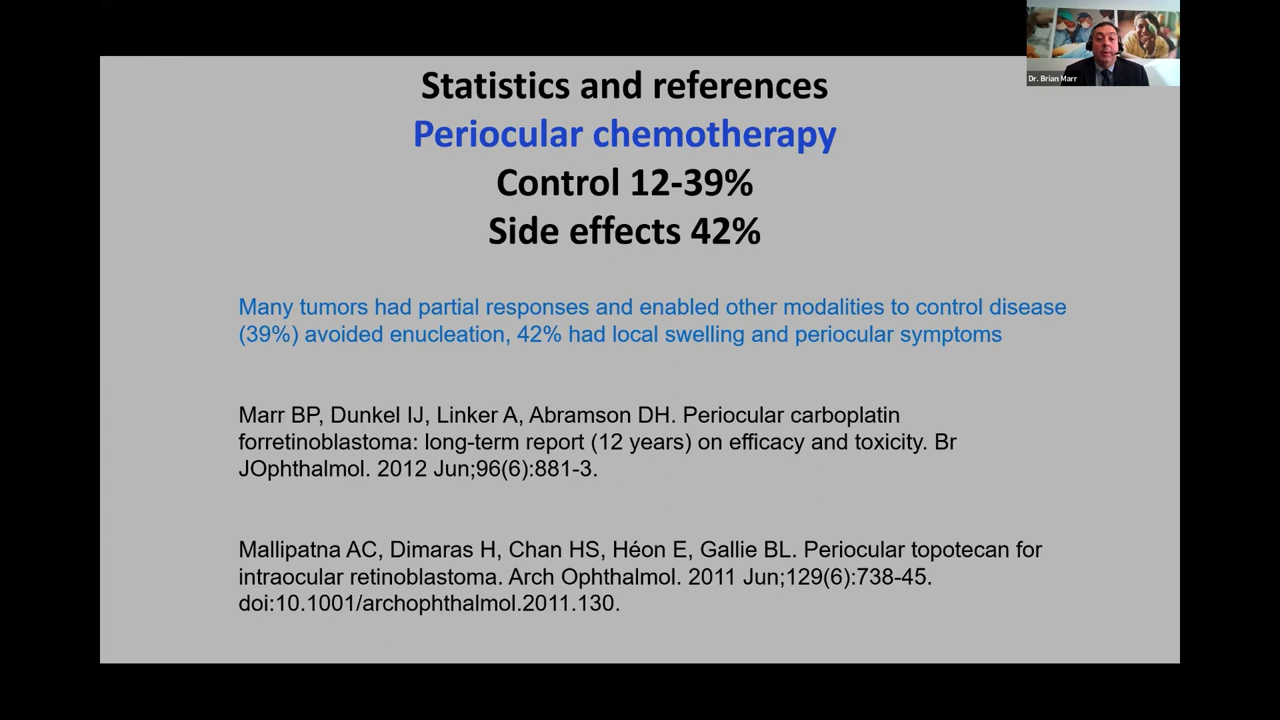 Statistics and references
Periocular chemotherapy
Control 12-39%
Side effects 42%
Many tumors had partial responses and enabled other modalities to control disease
(39%) avoided enucleation, 42% had local swelling and periocular symptoms
Marr BP, Dunkel IJ, Linker A, Abramson DH. Periocular carboplatin
forretinoblastoma: long-term report (12 years) on efficacy and toxicity. Br
JOphthalmol. 2012 Jun;96(6):881-3.
Mallipatna AC, Dimaras H, Chan HS, Héon E, Gallie BL. Periocular topotecan for
intraocular retinoblastoma. Arch Ophthalmol. 2011 Jun;129(6):738-45.
doi:10.1001/archophthalmol.2011.130.
Dr. Brian Marr